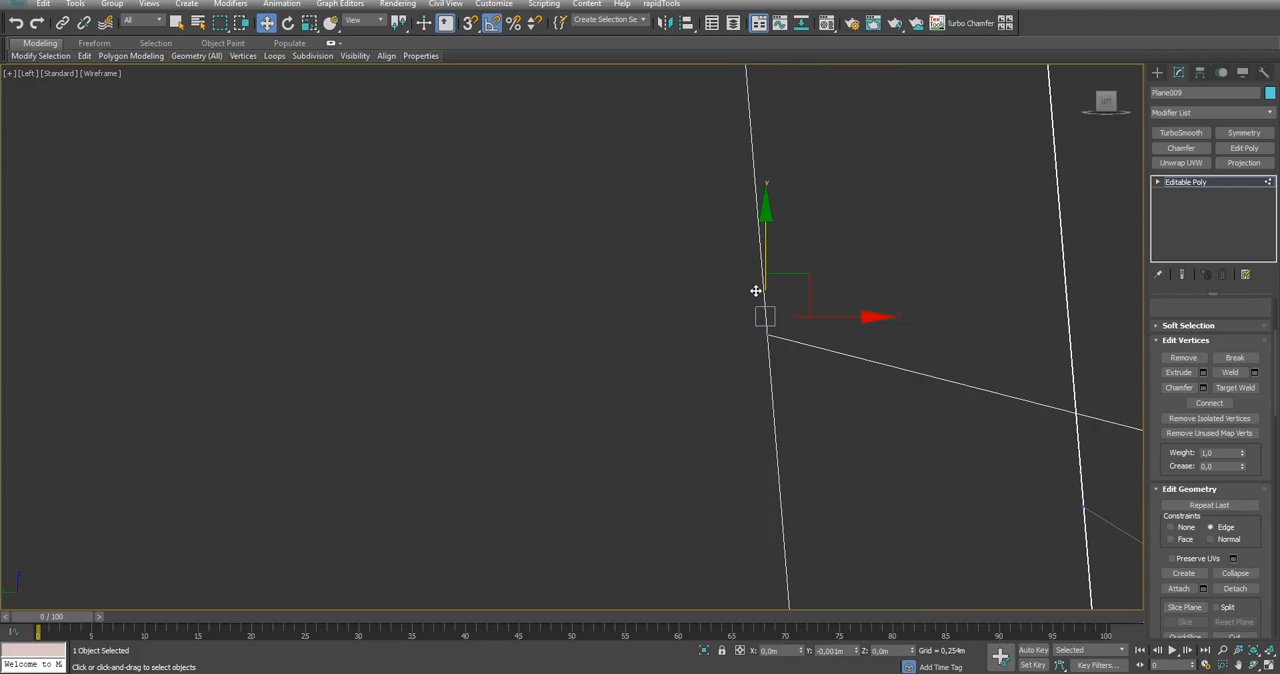 Edit Tools Group Views Create Modifiers Animation Graph Editors Rendering Civil View Customize Scripting Interactive Content Help rapidTools
All View Create Selection Se Turbo Chamfer
Modeling Freeform Selection Object Paint Populate
Modify Selection Edit Polygon Modeling Geometry (All) Vertices Loops Subdivision Visibility Align Properties
[+] [Left] [Standard] [Wireframe]
Plane009
Modifier List
TurboSmooth Symmetry
Chamfer Edit Poly
Unwrap UVW Projection
Editable Poly
y
Soft Selection
Edit Vertices
Remove Break
Extrude Weld
Chamfer Target Weld
Connect
Remove Isolated Vertices
Remove Unused Map Verts
Weight: 1,0
Crease: 0,0
Edit Geometry
Repeat Last
Constraints
None Edge
Face Normal
Preserve UVs
Create Collapse
Attach Detach
Slice Plane Split
Slice Reset Plane
QuickSlice Cut
0 / 100
0 5 10 15 20 25 30 35 40 45 50 55 60 65 70 75 80 85 90 95 100
1 Object Selected X: 0,0m Y: -0,001m Z: 0,0m Grid = 0,254m Auto Key Selected
Welcome to M Click or click-and-drag to select objects Add Time Tag Set Key Key Filters... 0